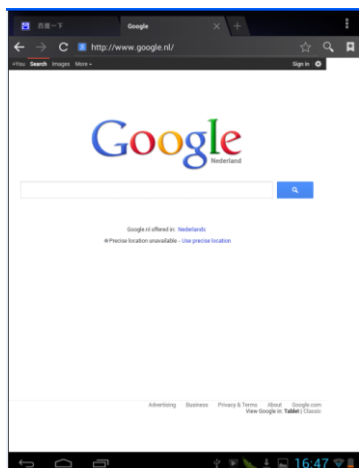 百度一下 Google
http://www.google.nl/
+You Search Images More
Sign in
Google
Nederland
Google.nl offered in: Nederlands
Precise location unavailable - Use precise location
Advertising Business Privacy & Terms About Google.com
View Google in: Tablet | Classic
16:47